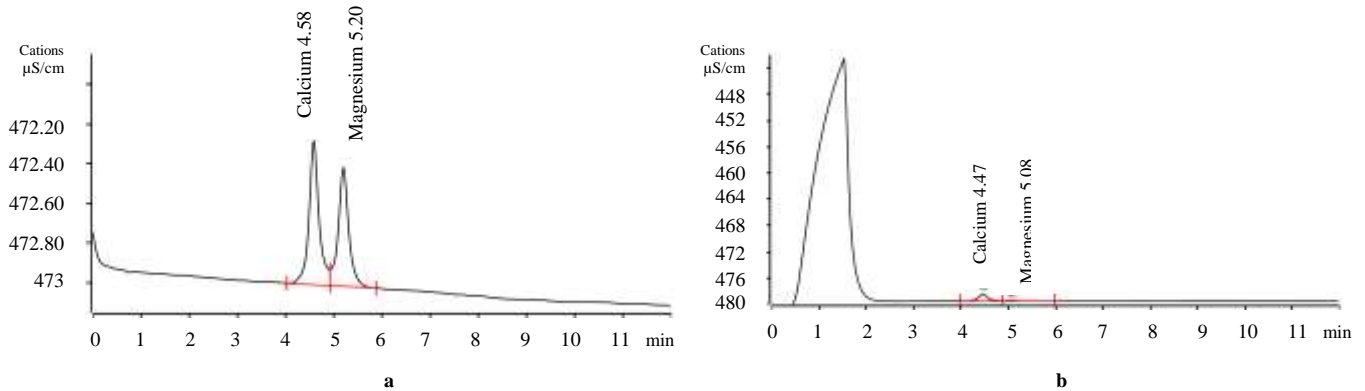 Cations
µS/cm
472.20
472.40
472.60
472.80
473
Calcium 4.58
Magnesium 5.20
0 1 2 3 4 5 6 7 8 9 10 11 min
a
Cations
µS/cm
448
452
456
460
464
468
472
476
480
Calcium 4.47
Magnesium 5.08
0 1 2 3 4 5 6 7 8 9 10 11 min
b